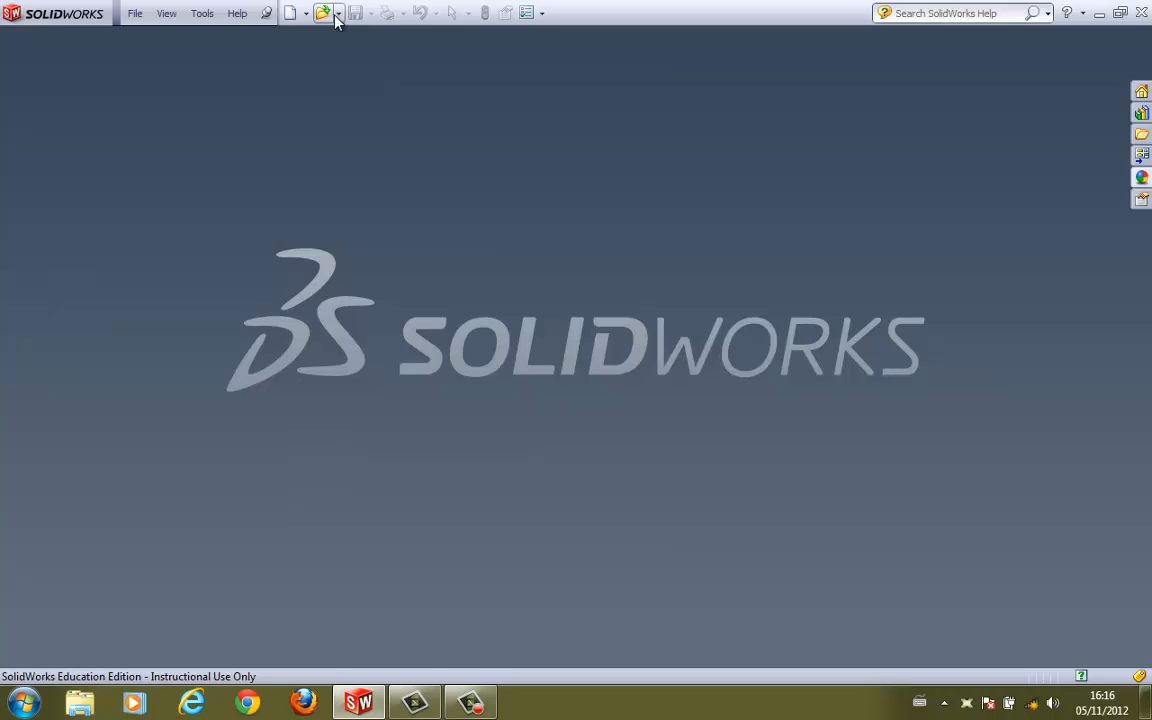 SOLIDWORKS File View Tools Help Search SolidWorks Help
SOLIDWORKS
SolidWorks Education Edition - Instructional Use Only
16:16
05/11/2012